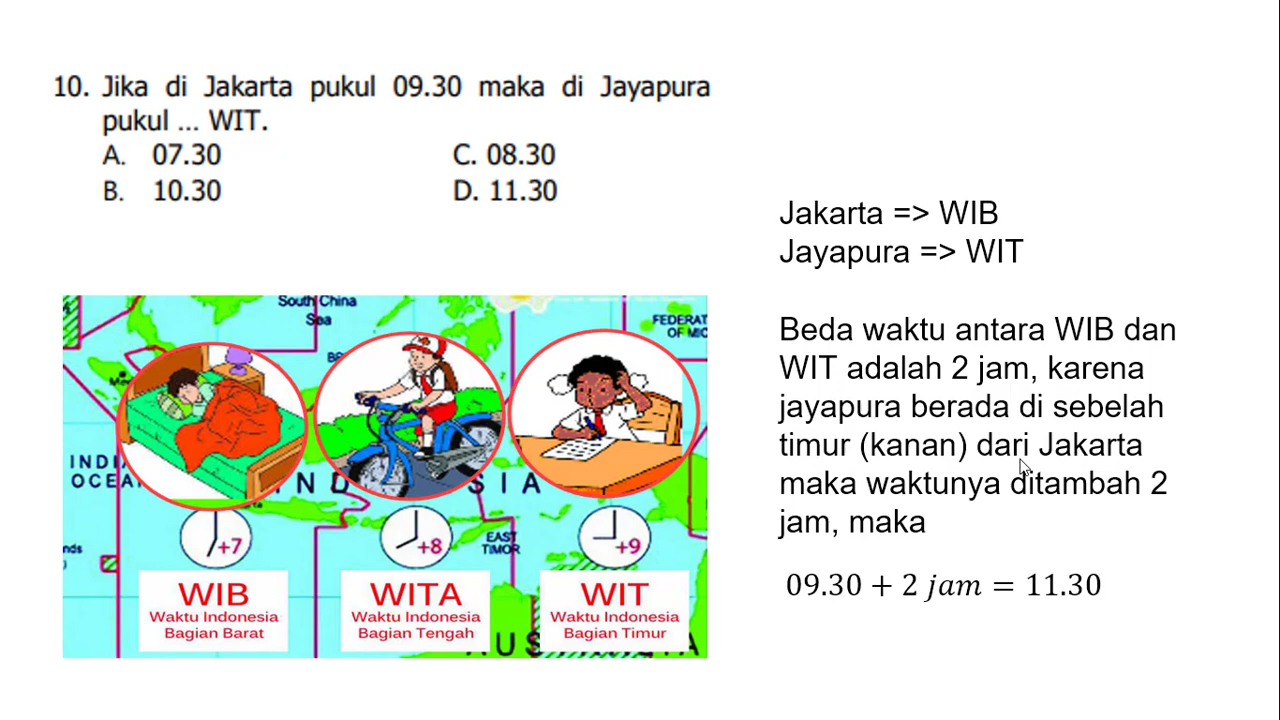 10. Jika di Jakarta pukul 09.30 maka di Jayapura
pukul ... WIT.
A. 07.30
C. 08.30
B. 10.30
D. 11.30
Jakarta => WIB
Jayapura => WIT
Beda waktu antara WIB dan
WIT adalah 2 jam, karena
jayapura berada di sebelah
timur (kanan) dari Jakarta
maka waktunya ditambah 2
jam, maka
09.30 + 2 jam = 11.30
South China
Sea
FEDERAT
OF MIC
INDI
OCEA
N D
S I A
EAST
TIMOR
nds
+7
+8
+9
WIB
Waktu Indonesia
Bagian Barat
WITA
Waktu Indonesia
Bagian Tengah
WIT
Waktu Indonesia
Bagian Timur
A U S
A